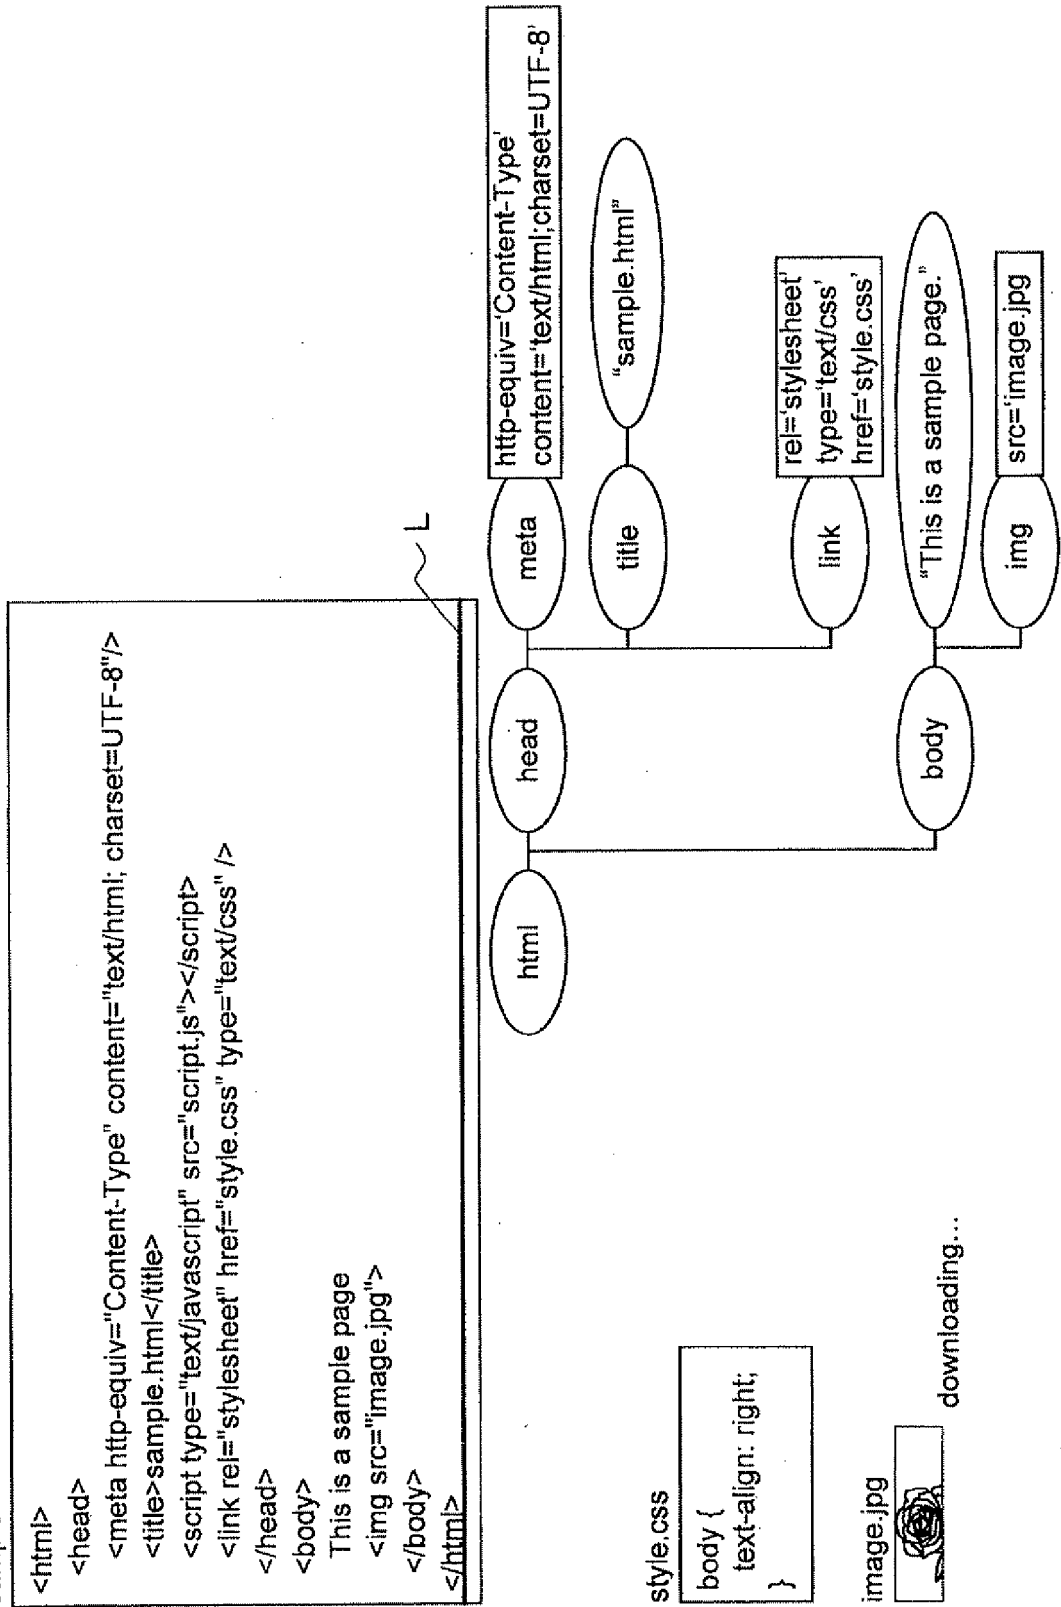 <html>
<head>
<meta http-equiv="Content-Type" content="text/html; charset=UTF-8"/>
<title>sample.html</title>
<script type="text/javascript" src="script.js"></script>
<link rel="stylesheet" href="style.css" type="text/css" />
</head>
<body>
This is a sample page
<img src="image.jpg">
</body>
</html>
L
html
head
meta
http-equiv='Content-Type'
content='text/html;charset=UTF-8'
title
“sample.html”
link
rel='stylesheet'
type='text/css'
href='style.css'
body
“This is a sample page.”
img
src='image.jpg
style.css
body {
text-align: right;
}
image.jpg
downloading...